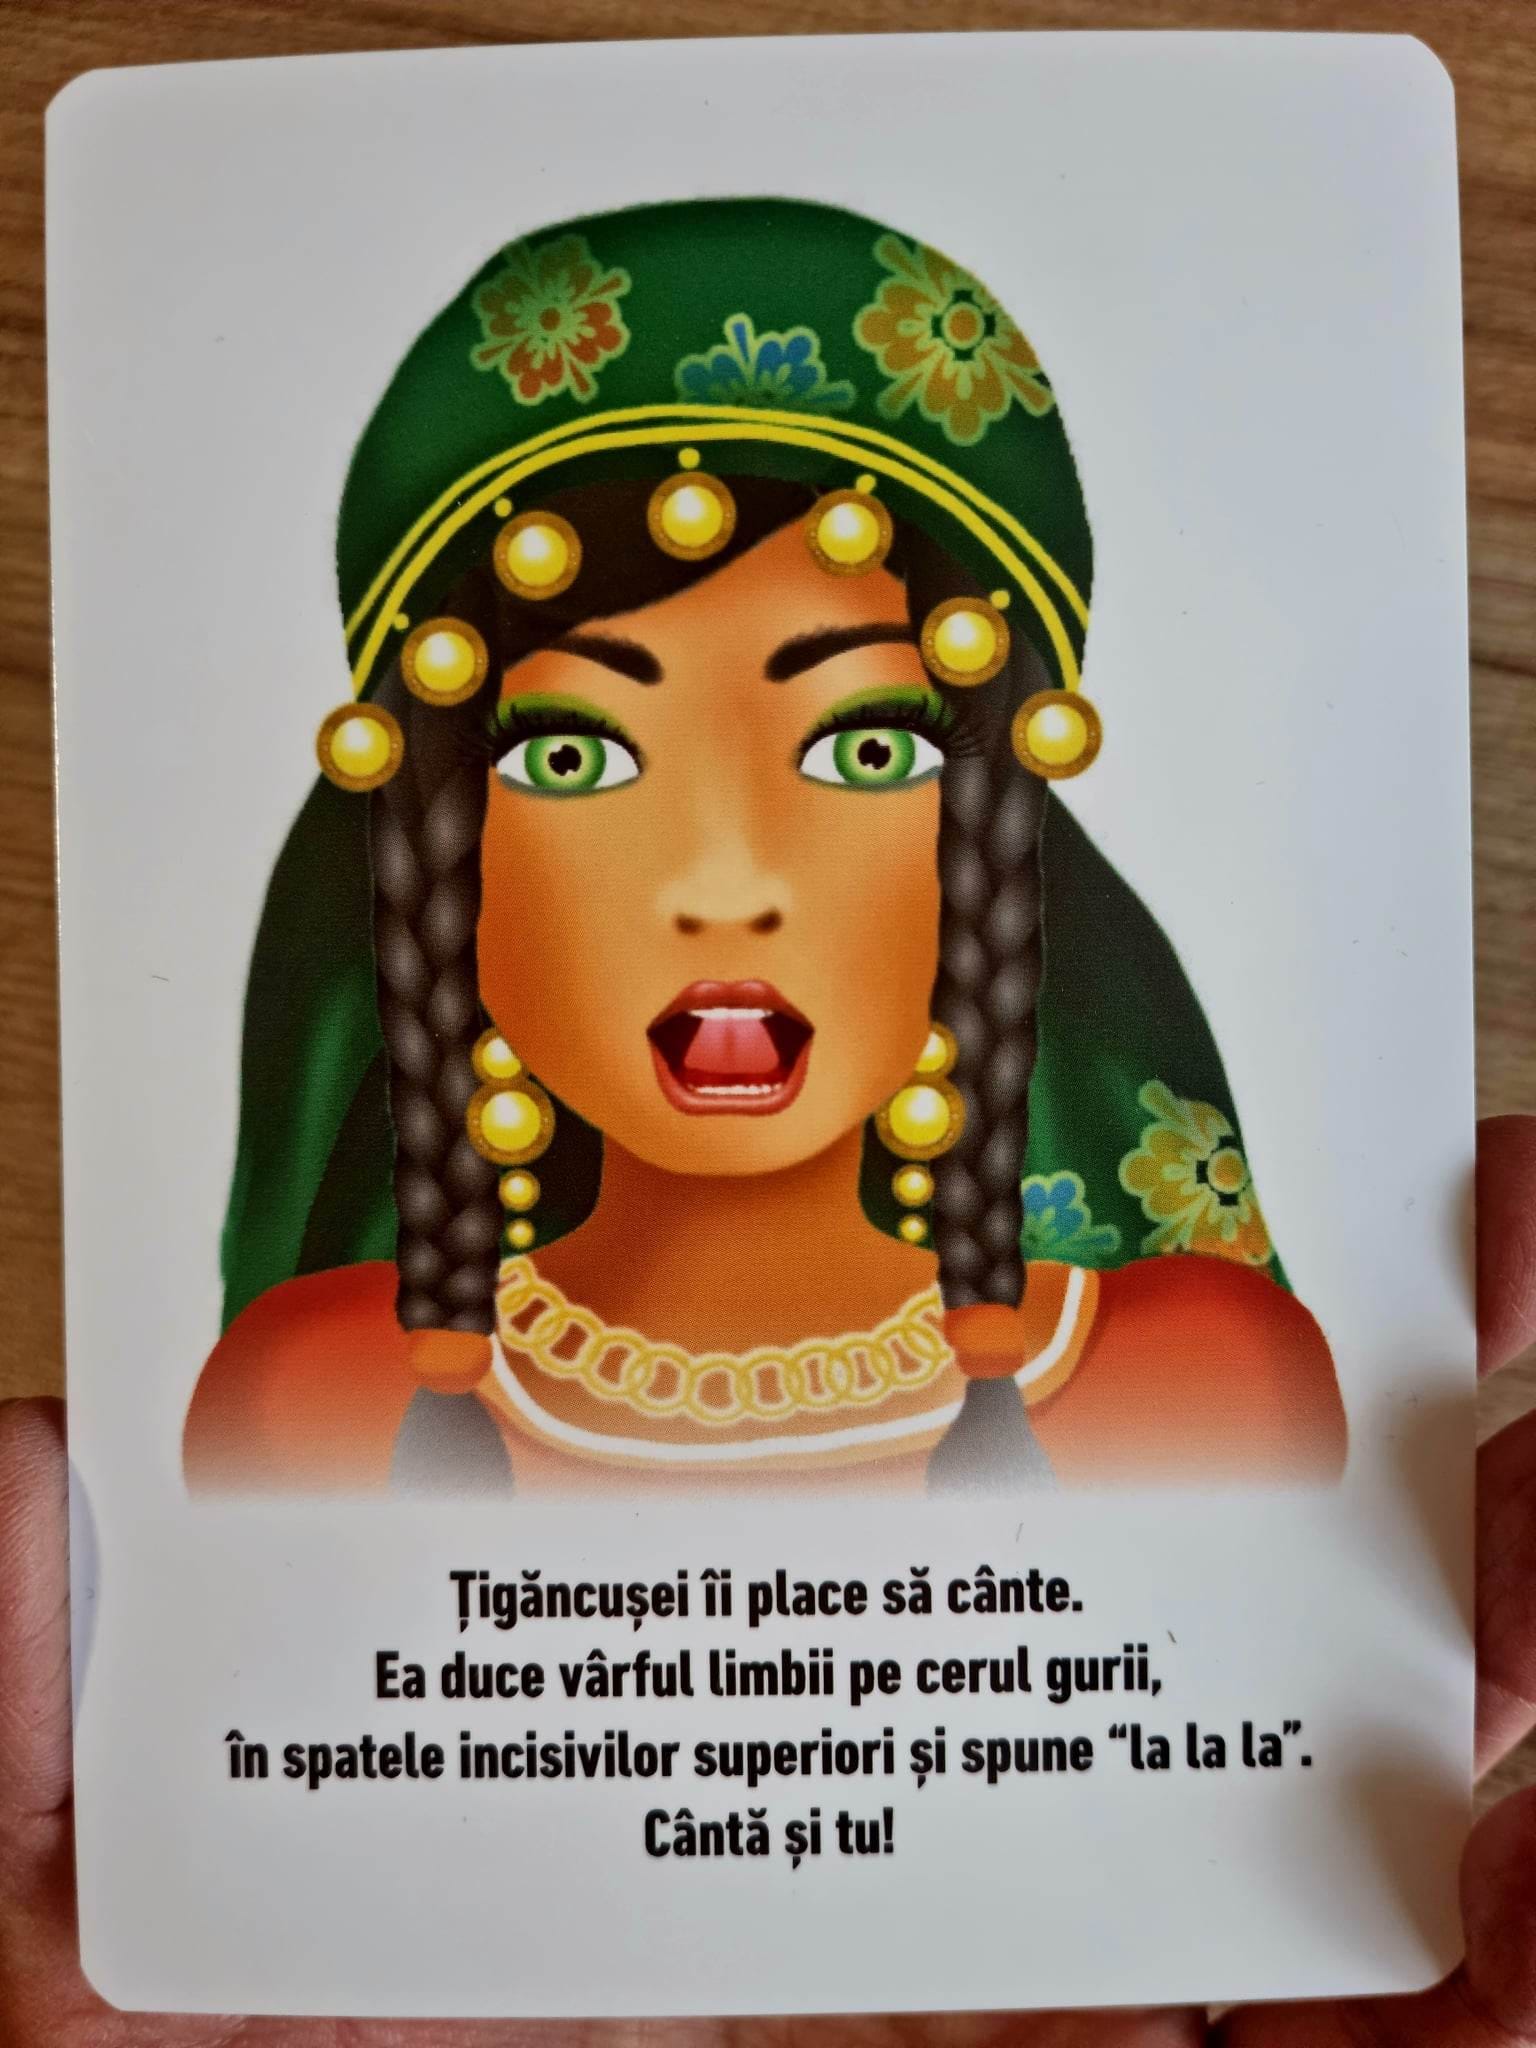 Țigăncușei îi place să cânte.
Ea duce vârful limbii pe cerul gurii,
în spatele incisivilor superiori și spune “la la la”.
Cântă și tu!